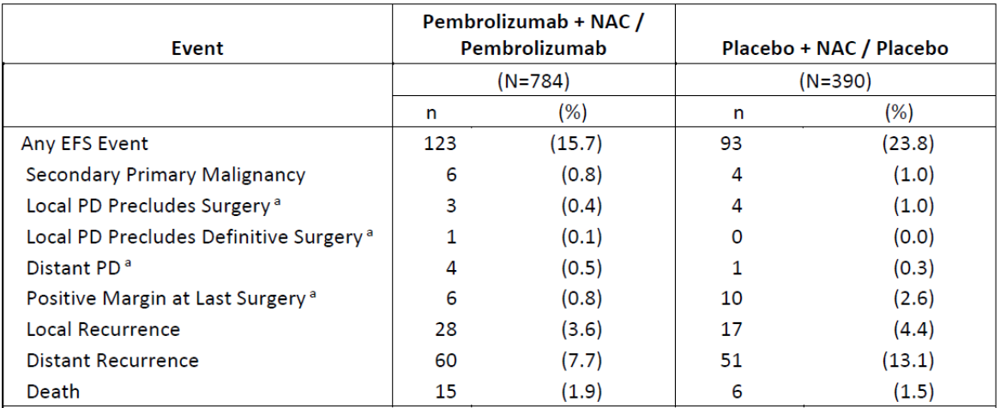 Event Pembrolizumab + NAC / Pembrolizumab Placebo + NAC / Placebo
(N=784) (N=390)
n (%) n (%)
Any EFS Event 123 (15.7) 93 (23.8)
Secondary Primary Malignancy 6 (0.8) 4 (1.0)
Local PD Precludes Surgery a 3 (0.4) 4 (1.0)
Local PD Precludes Definitive Surgery a 1 (0.1) 0 (0.0)
Distant PD a 4 (0.5) 1 (0.3)
Positive Margin at Last Surgery a 6 (0.8) 10 (2.6)
Local Recurrence 28 (3.6) 17 (4.4)
Distant Recurrence 60 (7.7) 51 (13.1)
Death 15 (1.9) 6 (1.5)